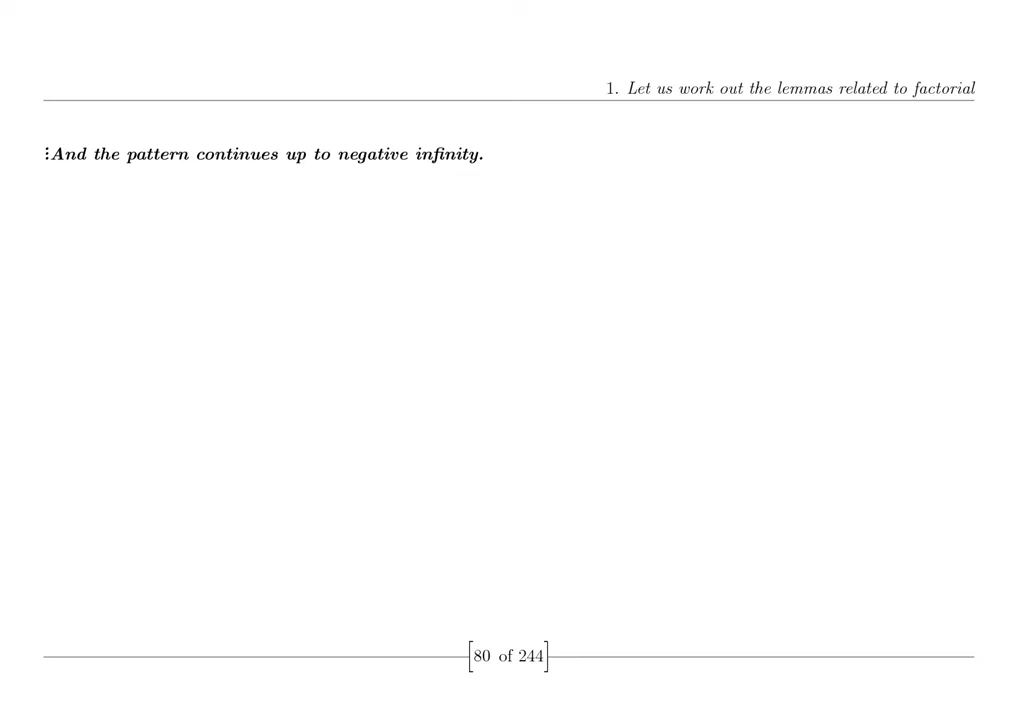 1. Let us work out the lemmas related to factorial
⋮And the pattern continues up to negative infinity.
[80 of 244]